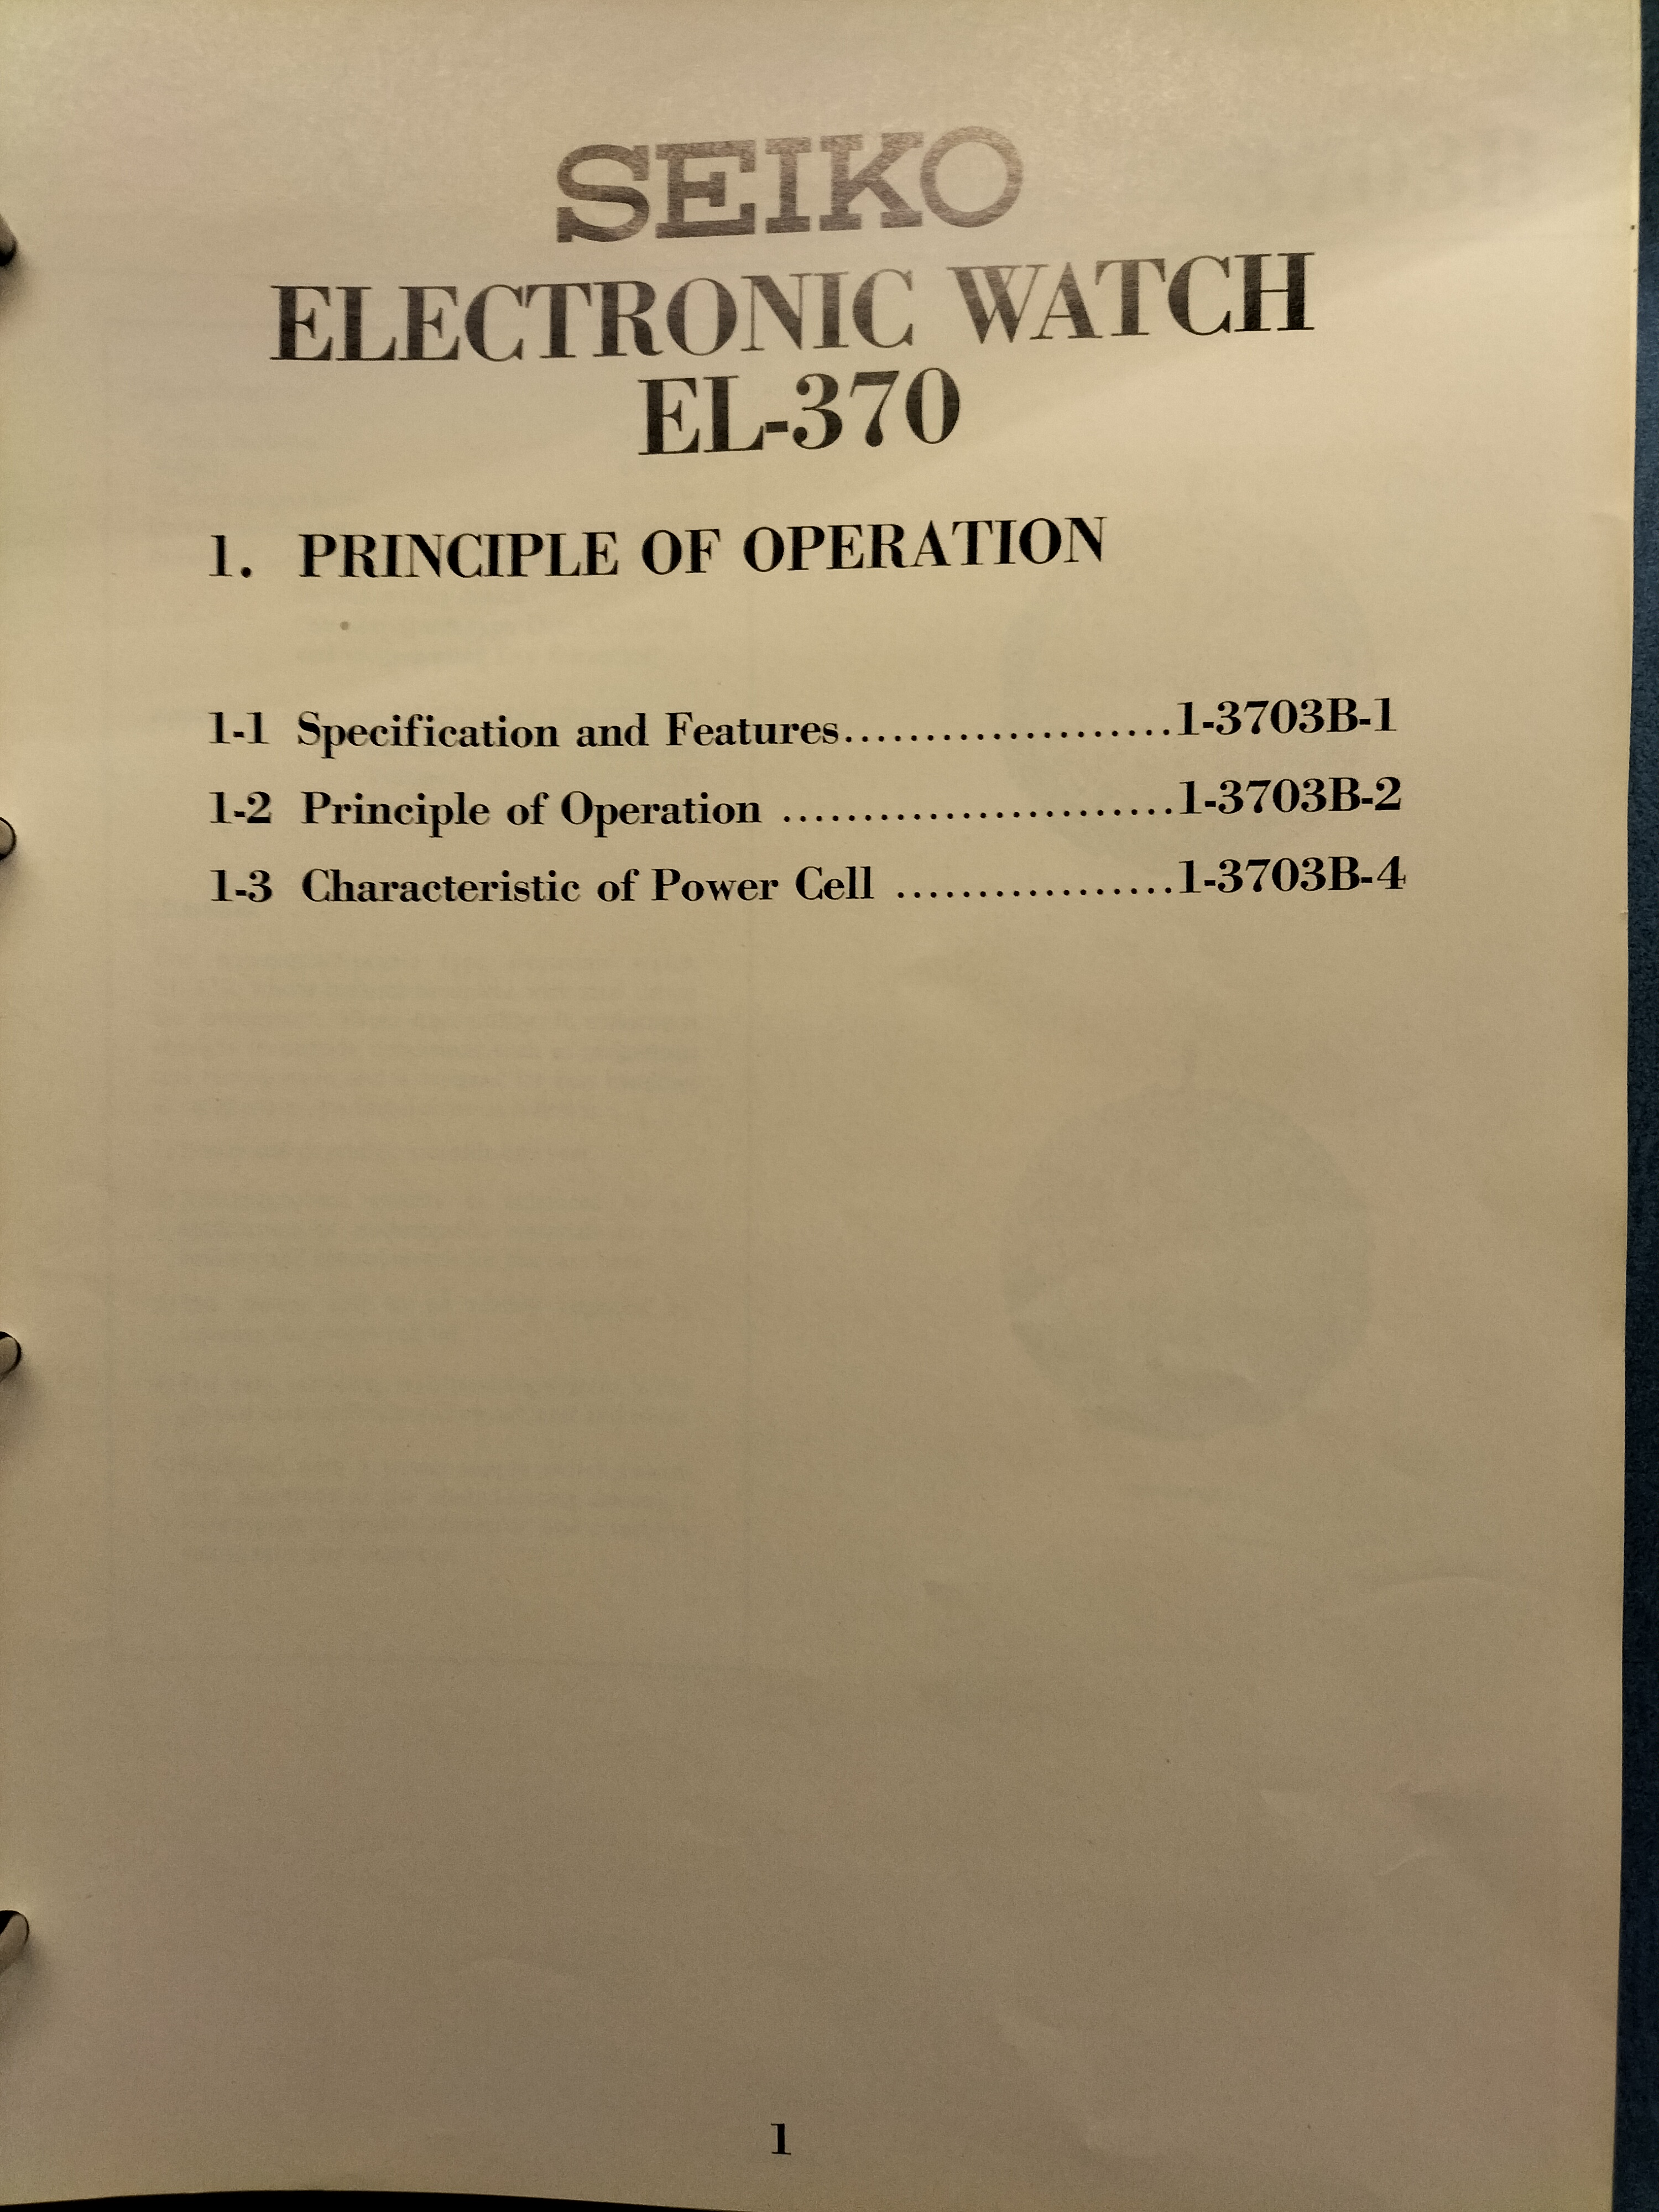 SEIKO
ELECTRONIC WATCH
EL-370
1. PRINCIPLE OF OPERATION
1-1 Specification and Features.....................1-3703B-1
1-2 Principle of Operation .........................1-3703B-2
1-3 Characteristic of Power Cell ..................1-3703B-4
1